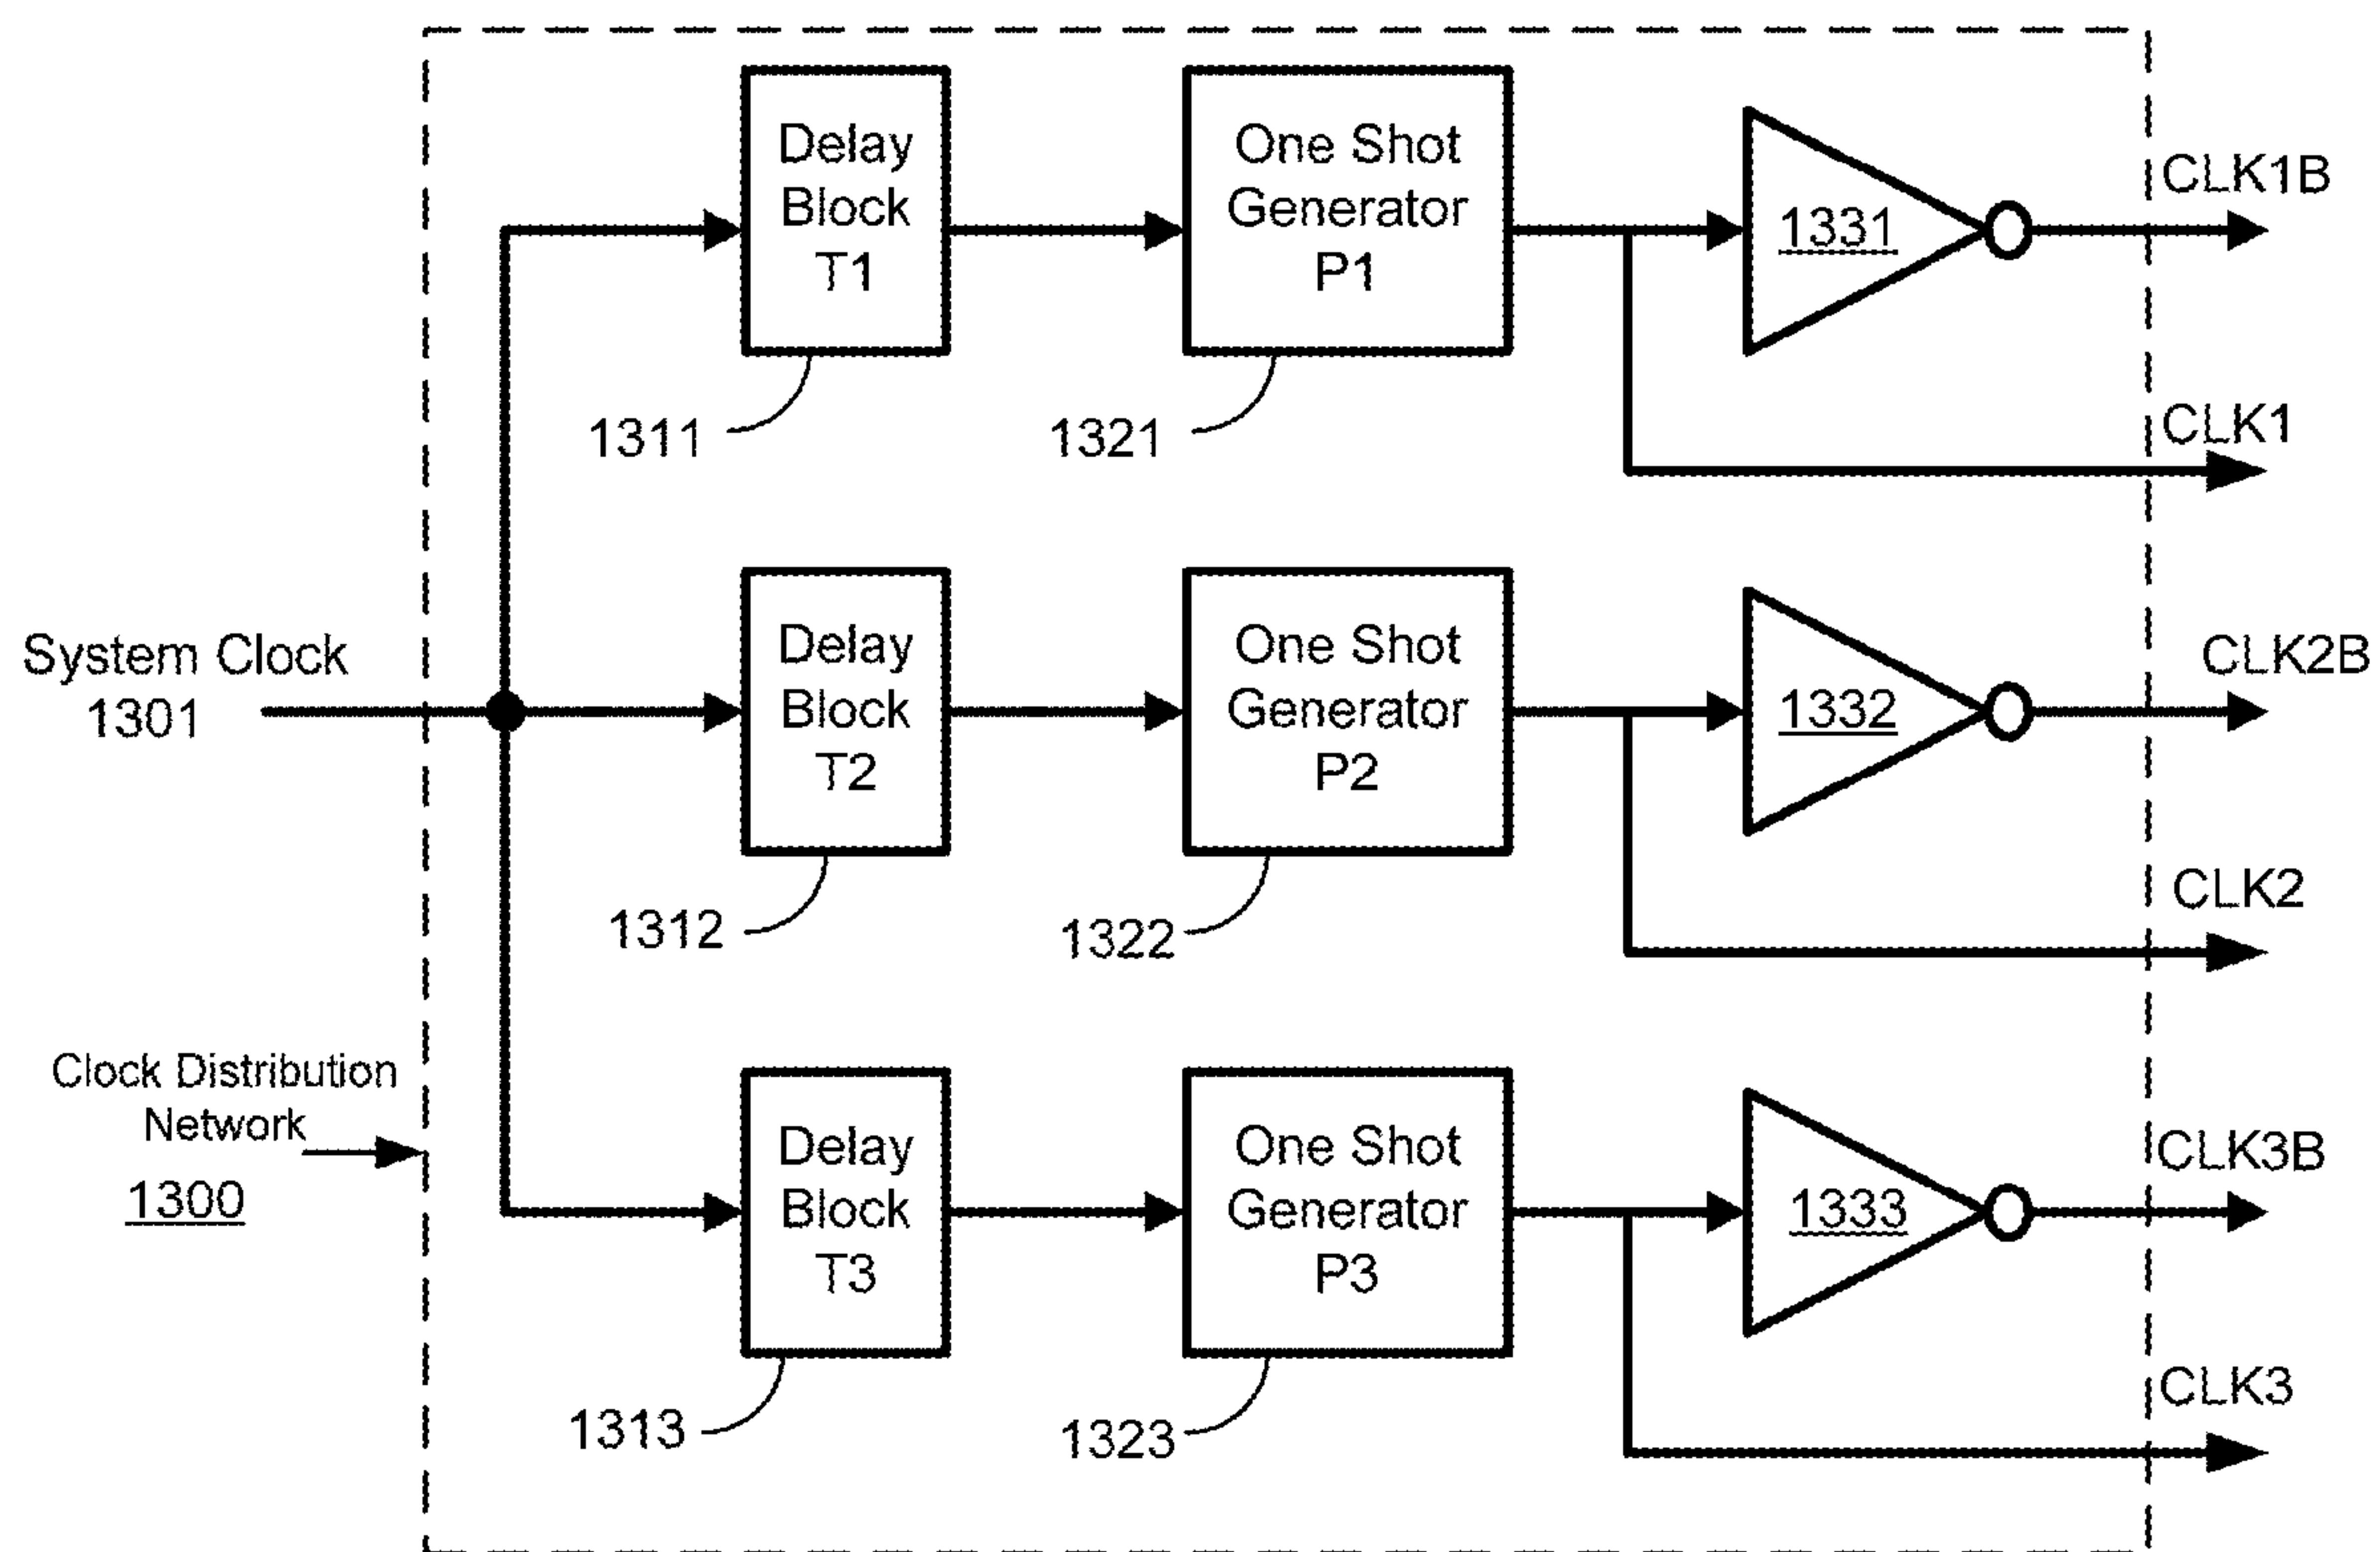 Delay
Block
T1
One Shot
Generator
P1
1331
CLK1B
1311
1321
CLK1
System Clock
1301
Delay
Block
T2
One Shot
Generator
P2
1332
CLK2B
1312
1322
CLK2
Clock Distribution
Network
1300
Delay
Block
T3
One Shot
Generator
P3
1333
CLK3B
1313
1323
CLK3